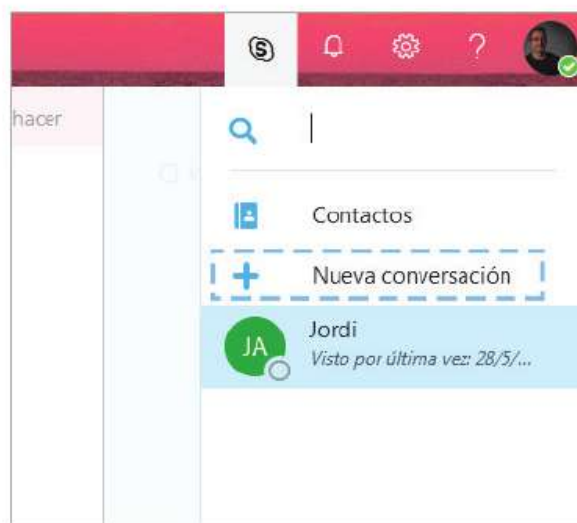 hacer
Contactos
Nueva conversación
JA
Jordi
Visto por última vez: 28/5/...